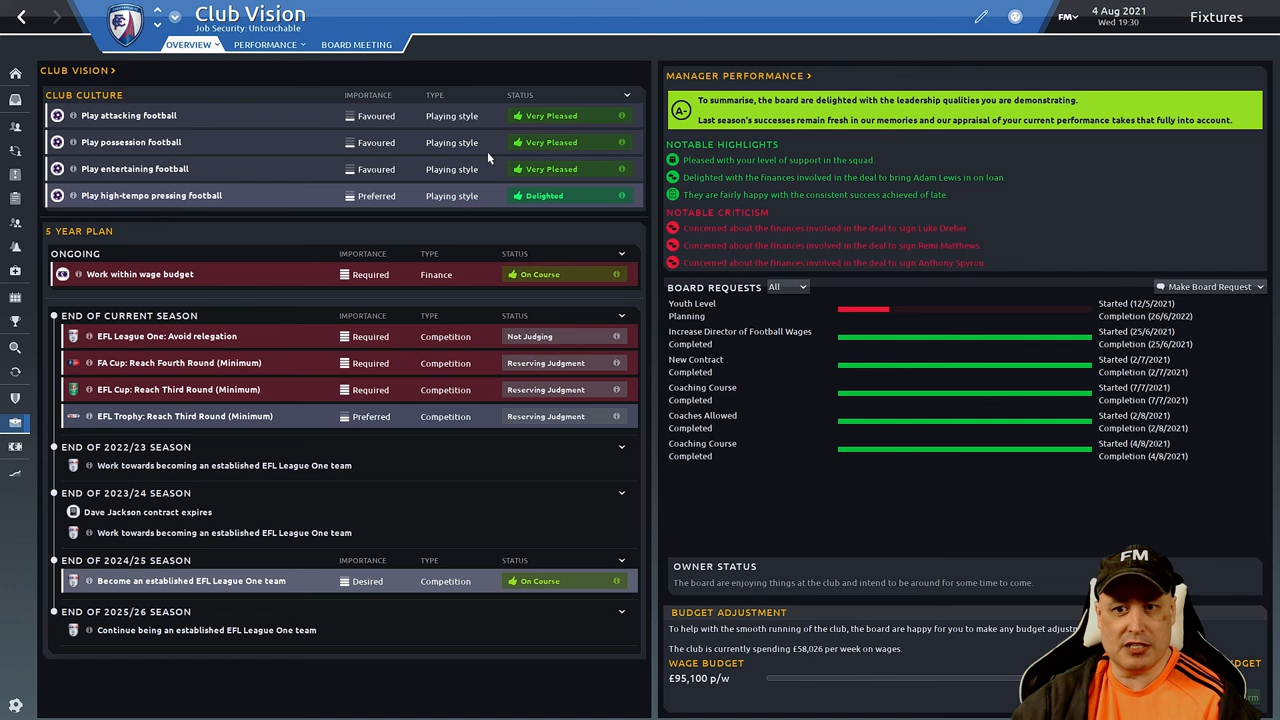 Club Vision
Job Security: Untouchable
FM
4 Aug 2021
Wed 19:30
Fixtures
OVERVIEW
PERFORMANCE
BOARD MEETING
CLUB VISION >
CLUB CULTURE IMPORTANCE TYPE STATUS
Play attacking football Favoured Playing style Very Pleased
Play possession football Favoured Playing style Very Pleased
Play entertaining football Favoured Playing style Very Pleased
Play high-tempo pressing football Preferred Playing style Delighted
5 YEAR PLAN
ONGOING IMPORTANCE TYPE STATUS
Work within wage budget Required Finance On Course
END OF CURRENT SEASON IMPORTANCE TYPE STATUS
EFL League One: Avoid relegation Required Competition Not Judging
FA Cup: Reach Fourth Round (Minimum) Required Competition Reserving Judgment
EFL Cup: Reach Third Round (Minimum) Required Competition Reserving Judgment
EFL Trophy: Reach Third Round (Minimum) Preferred Competition Reserving Judgment
END OF 2022/23 SEASON
Work towards becoming an established EFL League One team
END OF 2023/24 SEASON
Dave Jackson contract expires
Work towards becoming an established EFL League One team
END OF 2024/25 SEASON IMPORTANCE TYPE STATUS
Become an established EFL League One team Desired Competition On Course
END OF 2025/26 SEASON
Continue being an established EFL League One team
MANAGER PERFORMANCE >
A-
To summarise, the board are delighted with the leadership qualities you are demonstrating.
Last season's successes remain fresh in our memories and our appraisal of your current performance takes that fully into account.
NOTABLE HIGHLIGHTS
Pleased with your level of support in the squad.
Delighted with the finances involved in the deal to bring Adam Lewis in on loan.
They are fairly happy with the consistent success achieved of late.
NOTABLE CRITICISM
Concerned about the finances involved in the deal to sign Luke Dreher.
Concerned about the finances involved in the deal to sign Remi Matthews.
Concerned about the finances involved in the deal to sign Anthony Spyrou.
BOARD REQUESTS All Make Board Request
Youth Level Started (12/5/2021)
Planning Completion (26/6/2022)
Increase Director of Football Wages Started (25/6/2021)
Completed Completion (25/6/2021)
New Contract Started (2/7/2021)
Completed Completion (2/7/2021)
Coaching Course Started (7/7/2021)
Completed Completion (7/7/2021)
Coaches Allowed Started (2/8/2021)
Completed Completion (2/8/2021)
Coaching Course Started (4/8/2021)
Completed Completion (4/8/2021)
OWNER STATUS
The board are enjoying things at the club and intend to be around for some time to come.
BUDGET ADJUSTMENT
To help with the smooth running of the club, the board are happy for you to make any budget adjustm
The club is currently spending £58,026 per week on wages.
WAGE BUDGET
£95,100 p/w
FM